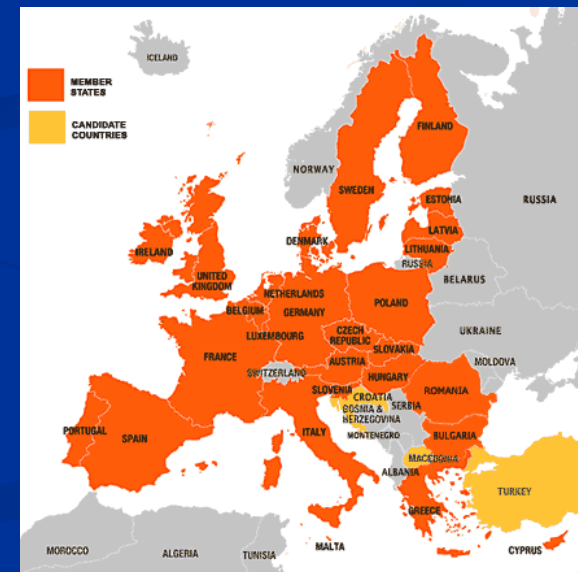 ICELAND
MEMBER
STATES
CANDIDATE
COUNTRIES
FINLAND
NORWAY
SWEDEN
RUSSIA
ESTONIA
LATVIA
DENMARK
LITHUANIA
IRELAND
RUSSIA
UNITED
KINGDOM
BELARUS
NETHERLANDS
POLAND
BELGIUM
GERMANY
UKRAINE
CZECH
REPUBLIC
LUXEMBOURG
SLOVAKIA
FRANCE
AUSTRIA
MOLDOVA
SWITZERLAND
HUNGARY
SLOVENIA
ROMANIA
CROATIA
BOSNIA &
HERZEGOVINA
SERBIA
PORTUGAL
SPAIN
ITALY
MONTENEGRO
BULGARIA
MACEDONIA
ALBANIA
TURKEY
GREECE
MOROCCO
ALGERIA
TUNISIA
MALTA
CYPRUS